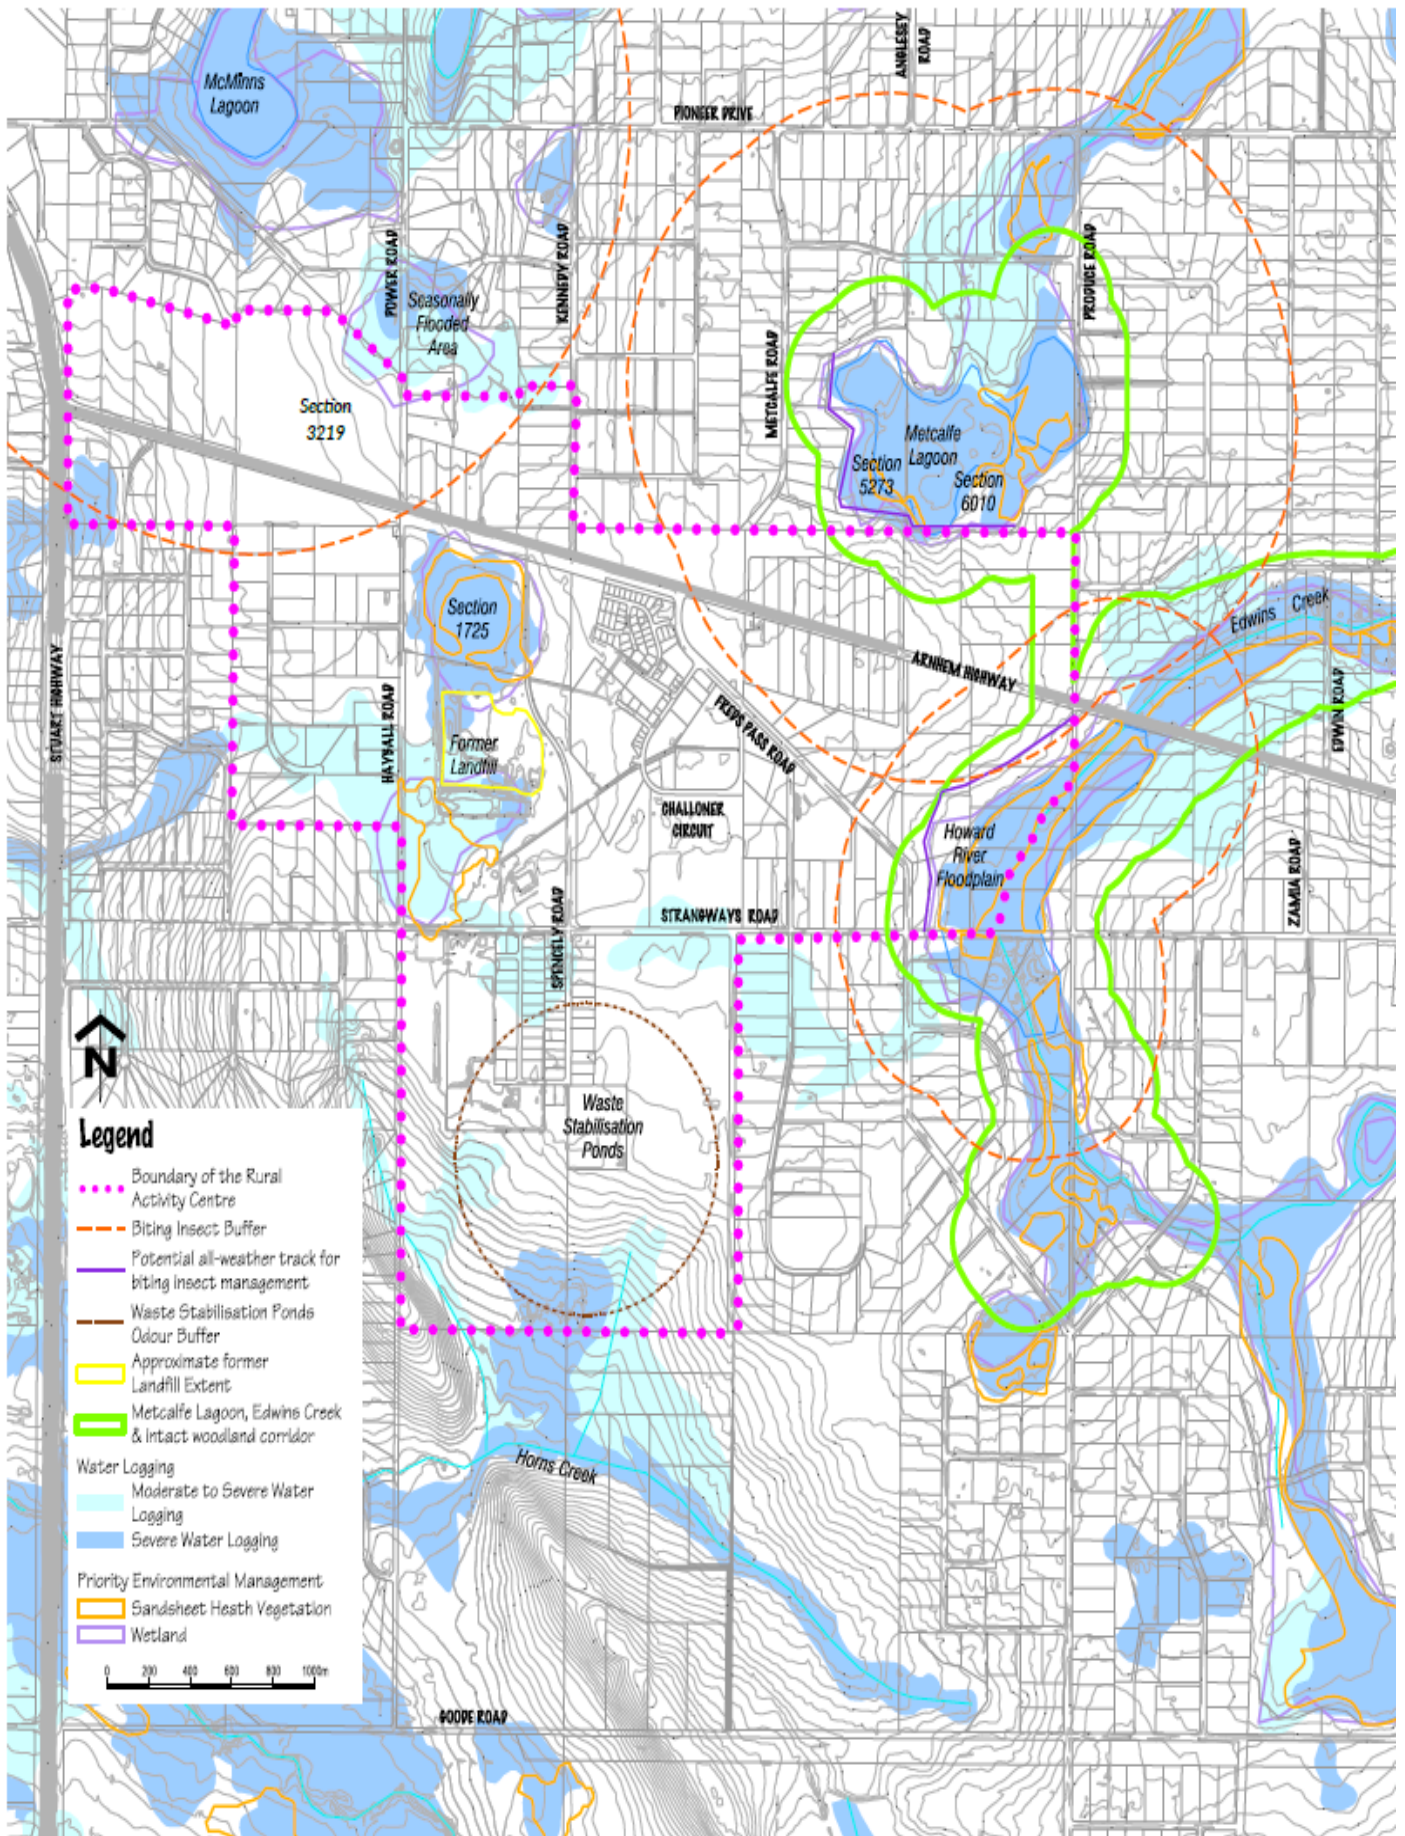 McMinns
Lagoon
ANGLESEY
ROAD
PIONEER DRIVE
POWER ROAD
KENNEDY ROAD
PRODUCE ROAD
Seasonally
Flooded
Area
METCALFE ROAD
Section
3219
Metcalfe
Lagoon
Section
5273
Section
6010
Section
1725
Edwins Creek
STUART HIGHWAY
HAYBALL ROAD
ARNHEM HIGHWAY
FREDS PASS ROAD
EDWIN ROAD
Former
Landfill
CHALLONER
CIRCUIT
Howard
River
Floodplain
ZAMIA ROAD
SPENCELY ROAD
STRANGWAYS ROAD
N
Waste
Stabilisation
Ponds
Legend
Boundary of the Rural
Activity Centre
Biting Insect Buffer
Potential all-weather track for
biting insect management
Waste Stabilisation Ponds
Odour Buffer
Approximate former
Landfill Extent
Metcalfe Lagoon, Edwins Creek
& intact woodland corridor
Water Logging
Moderate to Severe Water
Logging
Severe Water Logging
Priority Environmental Management
Sandsheet Heath Vegetation
Wetland
0 200 400 600 800 1000m
Horns Creek
GOODE ROAD